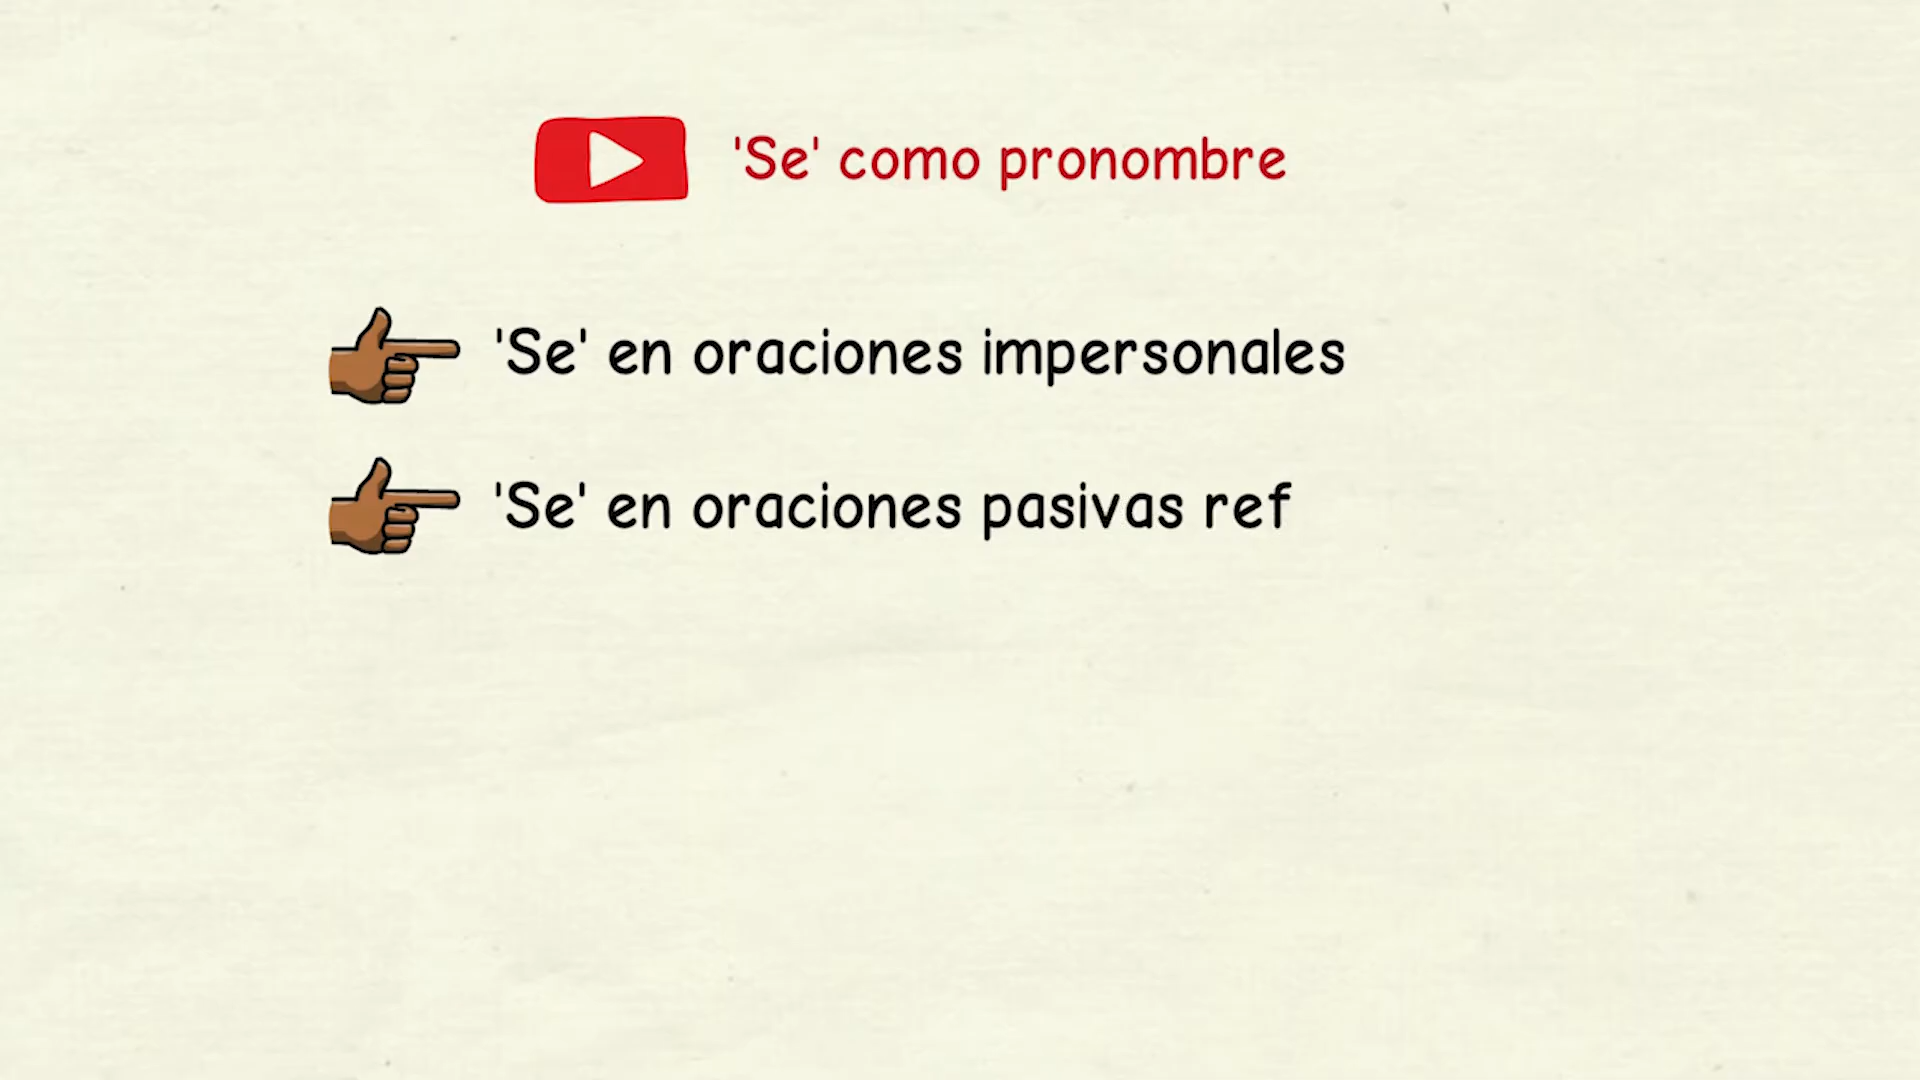 'Se' como pronombre
'Se' en oraciones impersonales
'Se' en oraciones pasivas ref